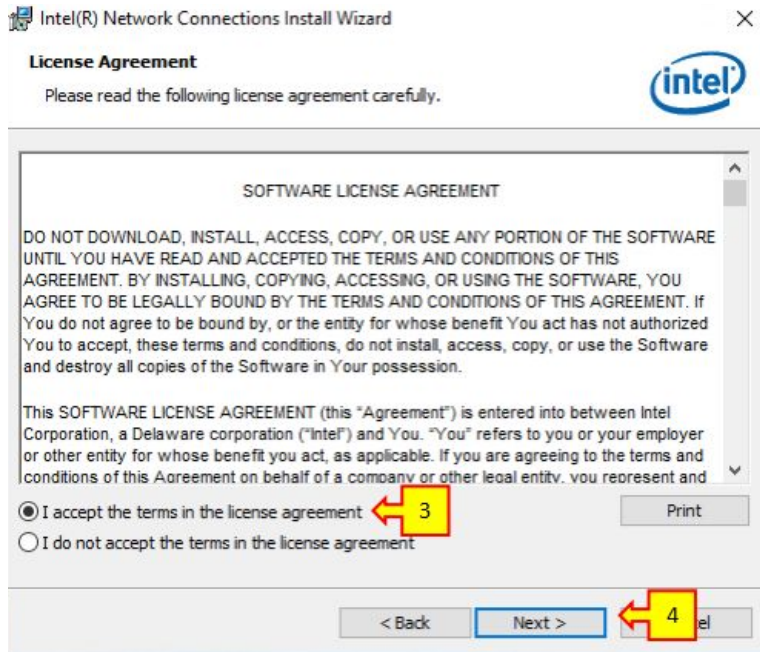 Intel(R) Network Connections Install Wizard
License Agreement
Please read the following license agreement carefully.
intel
SOFTWARE LICENSE AGREEMENT
DO NOT DOWNLOAD, INSTALL, ACCESS, COPY, OR USE ANY PORTION OF THE SOFTWARE
UNTIL YOU HAVE READ AND ACCEPTED THE TERMS AND CONDITIONS OF THIS
AGREEMENT. BY INSTALLING, COPYING, ACCESSING, OR USING THE SOFTWARE, YOU
AGREE TO BE LEGALLY BOUND BY THE TERMS AND CONDITIONS OF THIS AGREEMENT. If
You do not agree to be bound by, or the entity for whose benefit You act has not authorized
You to accept, these terms and conditions, do not install, access, copy, or use the Software
and destroy all copies of the Software in Your possession.
This SOFTWARE LICENSE AGREEMENT (this “Agreement”) is entered into between Intel
Corporation, a Delaware corporation (“Intel”) and You. “You” refers to you or your employer
or other entity for whose benefit you act, as applicable. If you are agreeing to the terms and
conditions of this Agreement on behalf of a company or other legal entity, you represent and
I accept the terms in the license agreement 3 Print
I do not accept the terms in the license agreement
< Back Next > 4 el